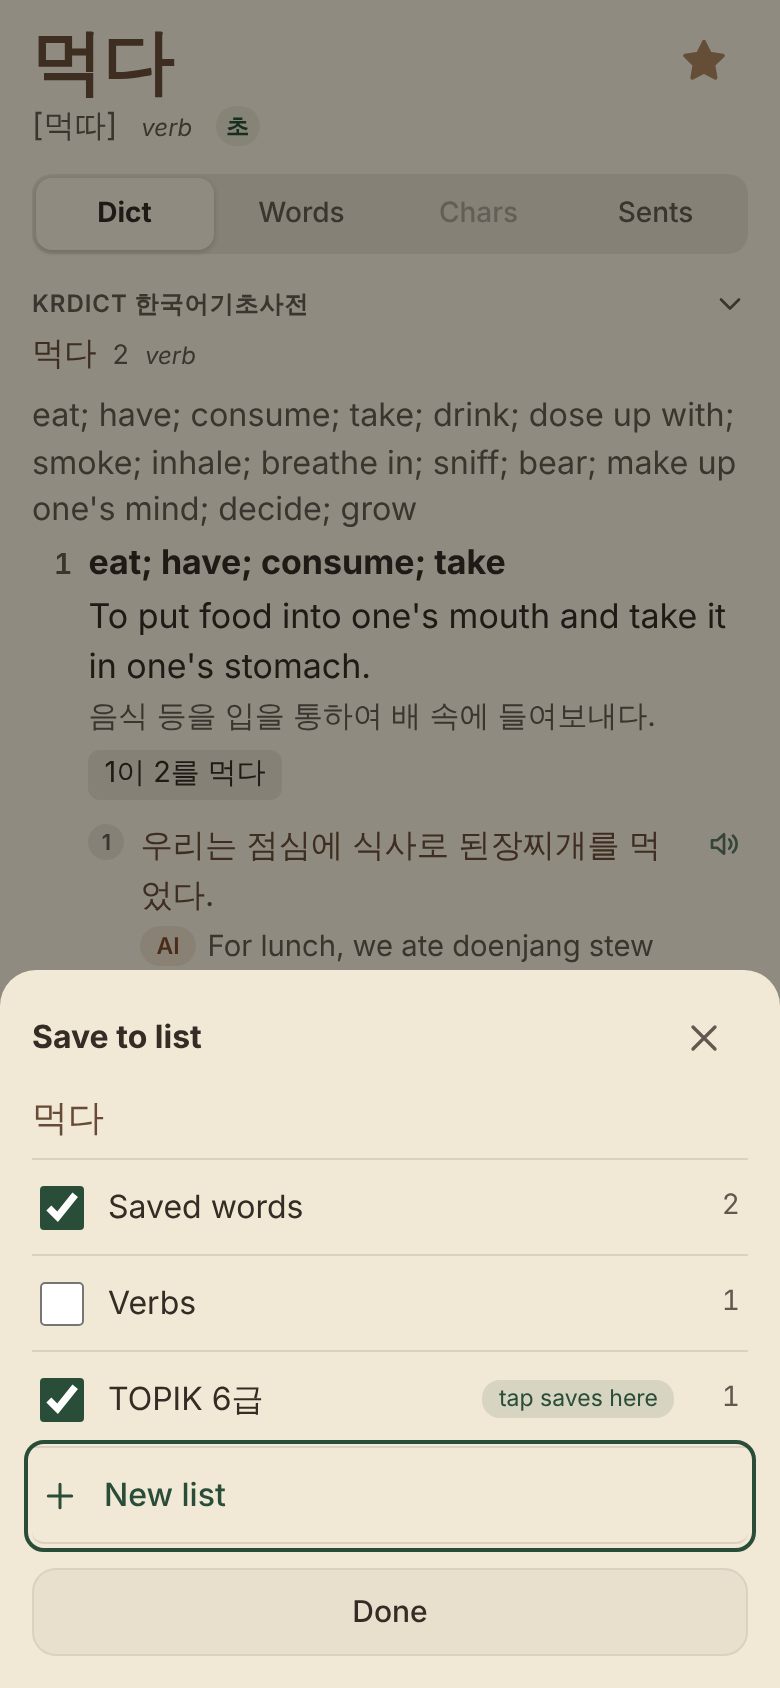 먹다
[먹따] verb 초
Dict Words Chars Sents
KRDICT 한국어기초사전
먹다 2 verb
eat; have; consume; take; drink; dose up with;
smoke; inhale; breathe in; sniff; bear; make up
one's mind; decide; grow
1 eat; have; consume; take
To put food into one's mouth and take it
in one's stomach.
음식 등을 입을 통하여 배 속에 들여보내다.
1이 2를 먹다
1 우리는 점심에 식사로 된장찌개를 먹
었다.
AI For lunch, we ate doenjang stew
Save to list
먹다
Saved words 2
Verbs 1
TOPIK 6급 tap saves here 1
New list
Done